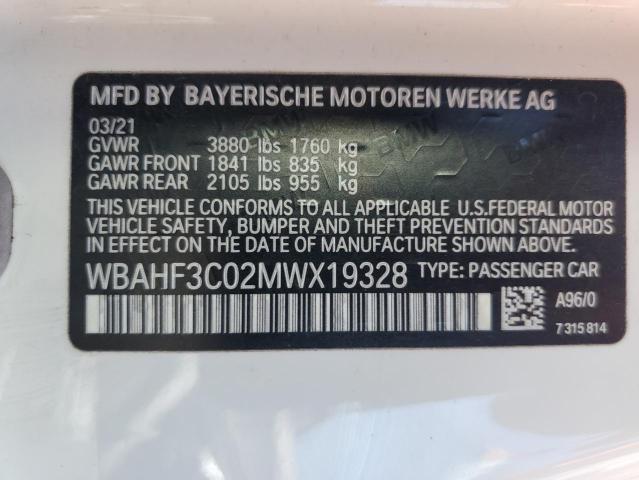 MFD BY BAYERISCHE MOTOREN WERKE AG
03/21
GVWR 3880 lbs 1760 kg
GAWR FRONT 1841 lbs 835 kg
GAWR REAR 2105 lbs 955 kg
THIS VEHICLE CONFORMS TO ALL APPLICABLE U.S.FEDERAL MOTOR
VEHICLE SAFETY, BUMPER AND THEFT PREVENTION STANDARDS IN
EFFECT ON THE DATE OF MANUFACTURE SHOWN ABOVE.
WBAHF3C02MWX19328 TYPE: PASSENGER CAR
A96/0
7 315 814